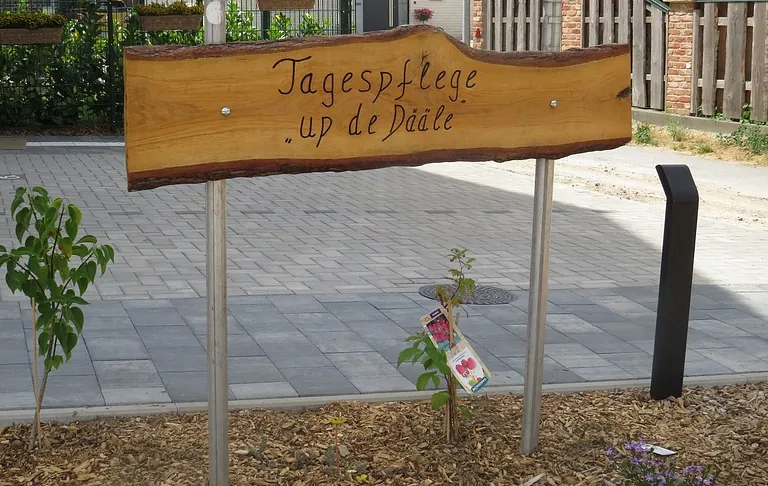 Tagespflege
„up de Dääle“